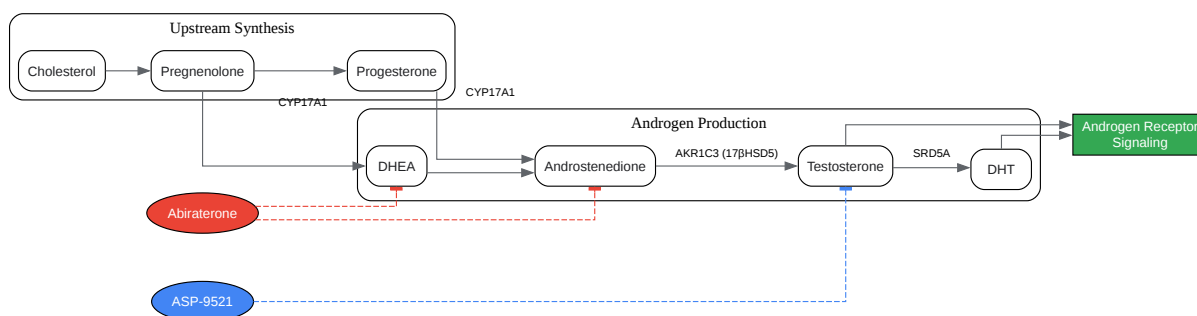 Upstream Synthesis
Cholesterol
Pregnenolone
Progesterone
CYP17A1
CYP17A1
Androgen Production
DHEA
Androstenedione
AKR1C3 (17βHSD5)
Testosterone
SRD5A
DHT
Androgen Receptor
Signaling
Abiraterone
ASP-9521